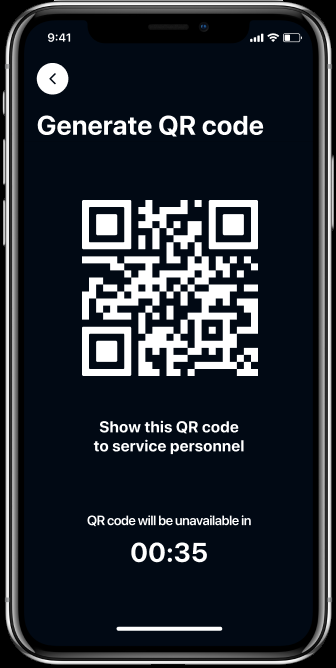 9:41
Generate QR code
Show this QR code
to service personnel
QR code will be unavailable in
00:35